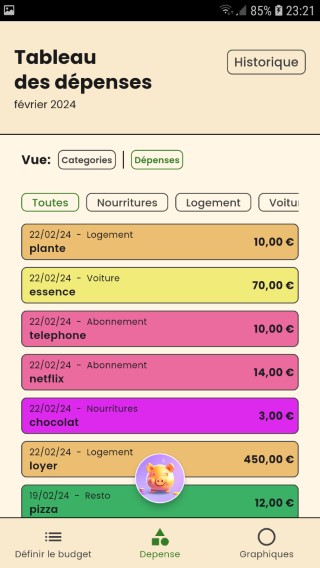 85% 23:21
Tableau
des dépenses
Historique
février 2024
Vue: Categories | Dépenses
Toutes Nourritures Logement Voitu
22/02/24 - Logement
plante 10,00 €
22/02/24 - Voiture
essence 70,00 €
22/02/24 - Abonnement
telephone 10,00 €
22/02/24 - Abonnement
netflix 14,00 €
22/02/24 - Nourritures
chocolat 3,00 €
22/02/24 - Logement
loyer 450,00 €
19/02/24 - Resto
pizza 12,00 €
Définir le budget Depense Graphiques